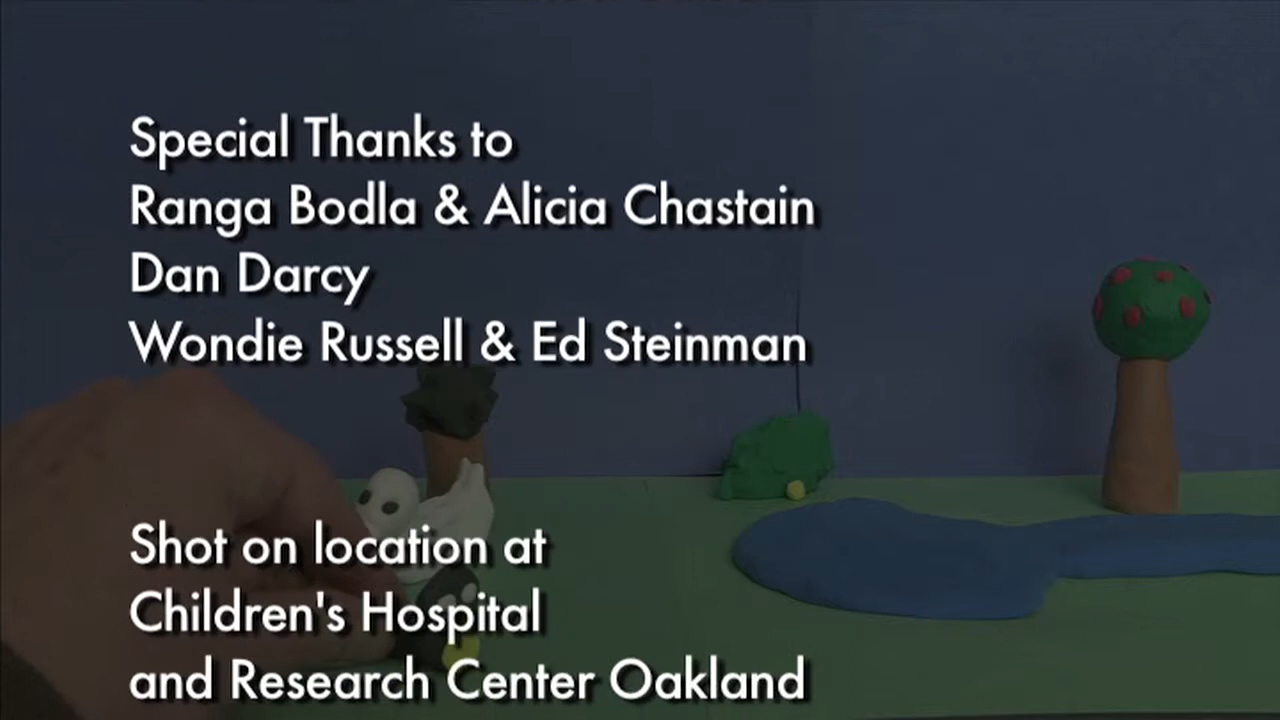 Special Thanks to
Ranga Bodla & Alicia Chastain
Dan Darcy
Wondie Russell & Ed Steinman
Shot on location at
Children's Hospital
and Research Center Oakland